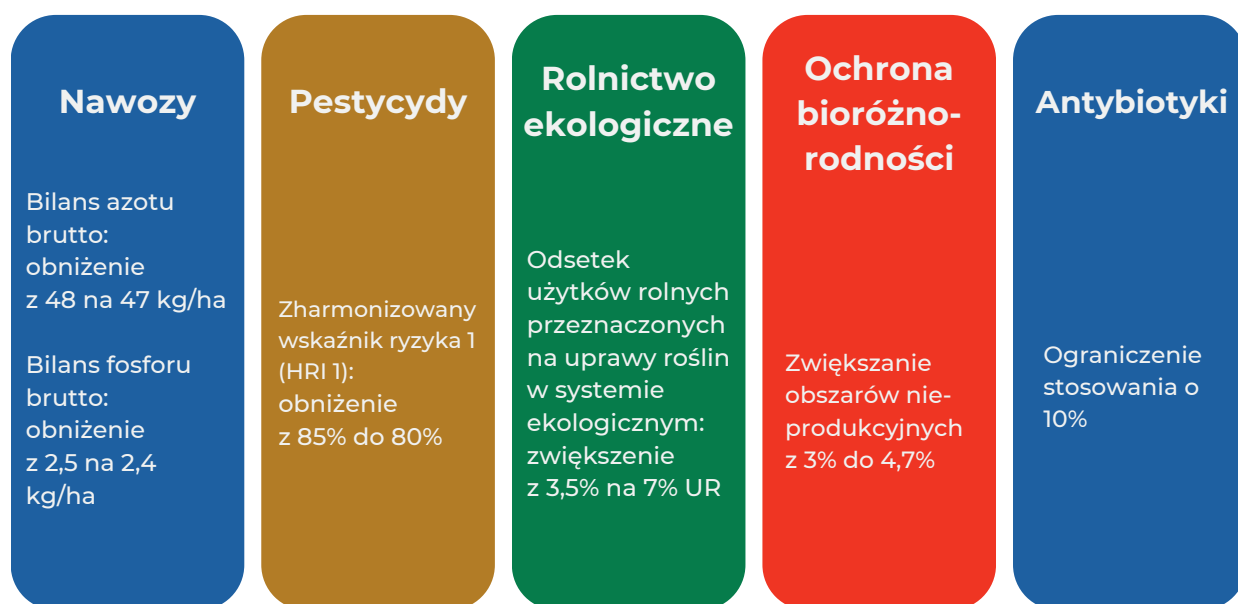 Nawozy
Bilans azotu
brutto:
obniżenie
z 48 na 47 kg/ha
Bilans fosforu
brutto:
obniżenie
z 2,5 na 2,4
kg/ha
Pestycydy
Zharmonizowany
wskaźnik ryzyka 1
(HRI 1):
obniżenie
z 85% do 80%
Rolnictwo
ekologiczne
Odsetek
użytków rolnych
przeznaczonych
na uprawy roślin
w systemie
ekologicznym:
zwiększenie
z 3,5% na 7% UR
Ochrona
bioróżno-
rodności
Zwiększanie
obszarów nie-
produkcyjnych
z 3% do 4,7%
Antybiotyki
Ograniczenie
stosowania o
10%